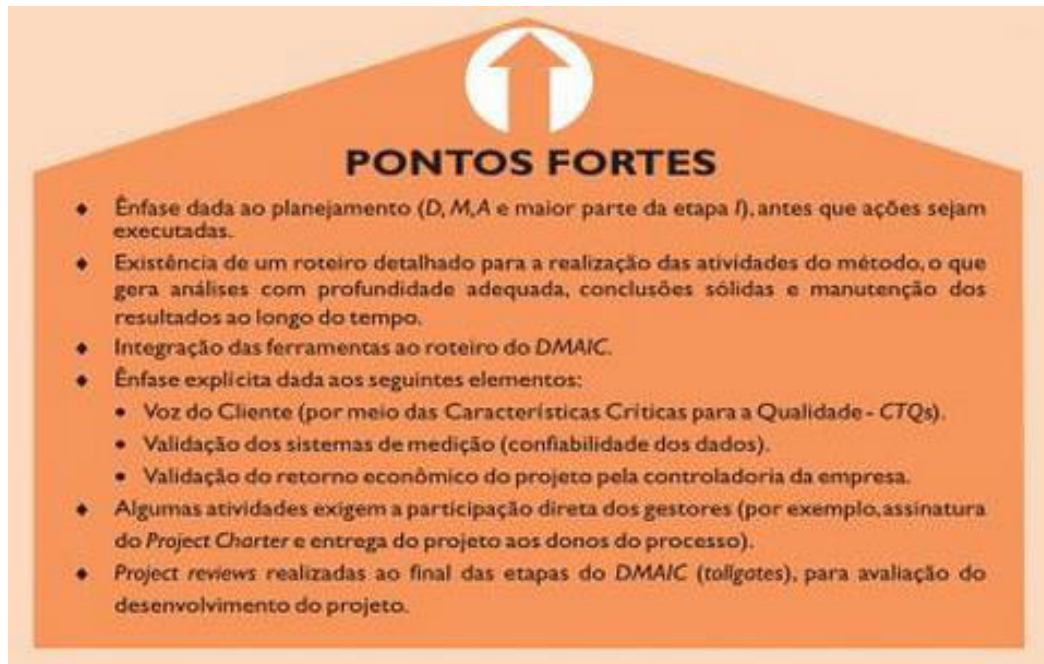 PONTOS FORTES
◆ Ênfase dada ao planejamento (D, M,A e maior parte da etapa I), antes que ações sejam
executadas.
◆ Existência de um roteiro detalhado para a realização das atividades do método, o que
gera análises com profundidade adequada, conclusões sólidas e manutenção dos
resultados ao longo do tempo.
◆ Integração das ferramentas ao roteiro do DMAIC.
◆ Ênfase explícita dada aos seguintes elementos:
• Voz do Cliente (por meio das Características Críticas para a Qualidade - CTQs).
• Validação dos sistemas de medição (confiabilidade dos dados).
• Validação do retorno econômico do projeto pela controladoria da empresa.
◆ Algumas atividades exigem a participação direta dos gestores (por exemplo, assinatura
do Project Charter e entrega do projeto aos donos do processo).
◆ Project reviews realizadas ao final das etapas do DMAIC (tollgates), para avaliação do
desenvolvimento do projeto.